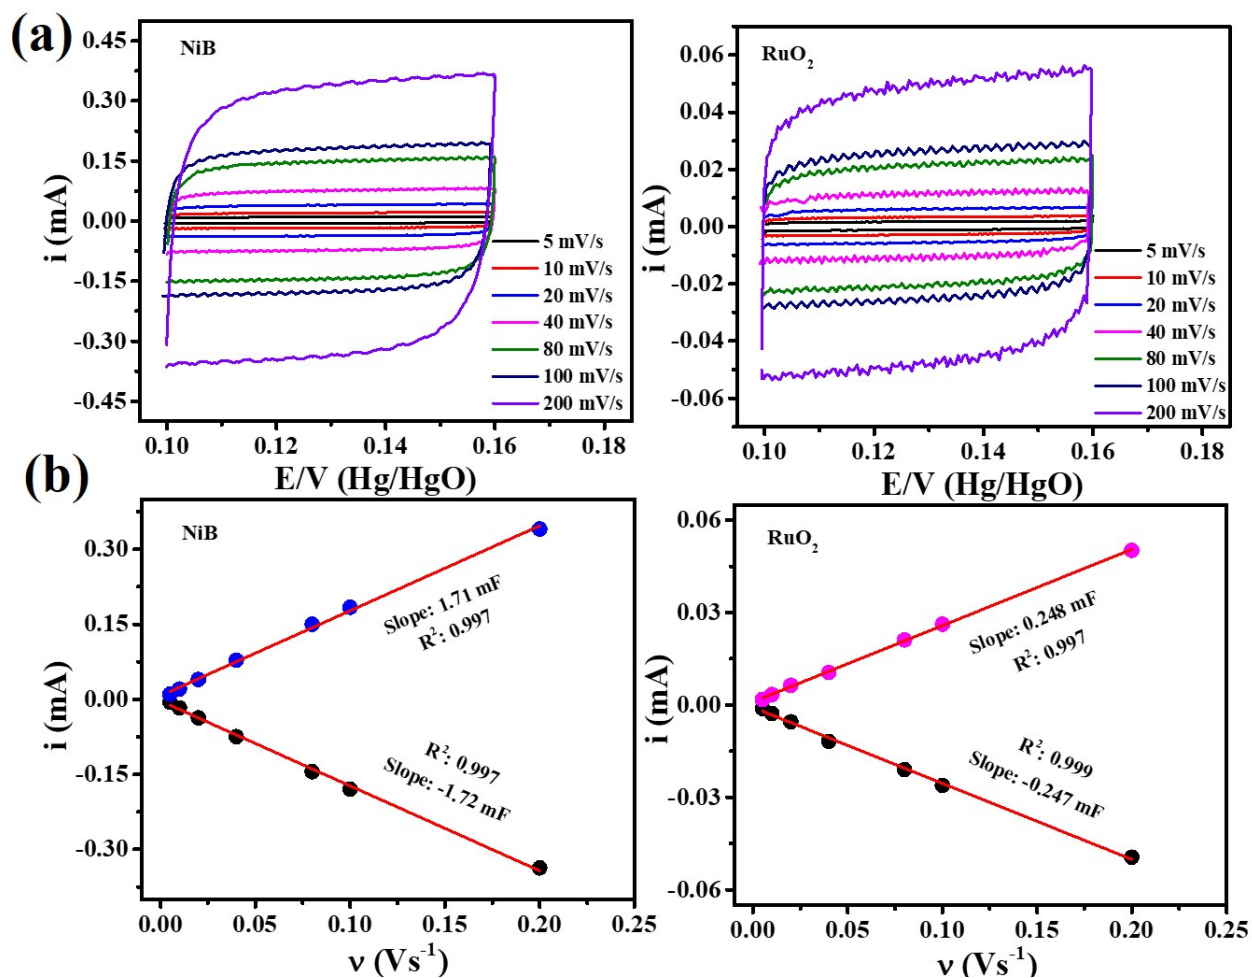 (a)
NiB
0.45
0.30
0.15
0.00
-0.15
-0.30
-0.45
i (mA)
5 mV/s
10 mV/s
20 mV/s
40 mV/s
80 mV/s
100 mV/s
200 mV/s
0.10 0.12 0.14 0.16 0.18
E/V (Hg/HgO)
RuO₂
0.06
0.04
0.02
0.00
-0.02
-0.04
-0.06
i (mA)
5 mV/s
10 mV/s
20 mV/s
40 mV/s
80 mV/s
100 mV/s
200 mV/s
0.10 0.12 0.14 0.16 0.18
E/V (Hg/HgO)
(b)
NiB
0.30
0.15
0.00
-0.15
-0.30
i (mA)
Slope: 1.71 mF
R²: 0.997
R²: 0.997
Slope: -1.72 mF
0.00 0.05 0.10 0.15 0.20 0.25
ν (Vs⁻¹)
RuO₂
0.06
0.03
0.00
-0.03
-0.06
i (mA)
Slope: 0.248 mF
R²: 0.997
R²: 0.999
Slope: -0.247 mF
0.00 0.05 0.10 0.15 0.20 0.25
ν (Vs⁻¹)